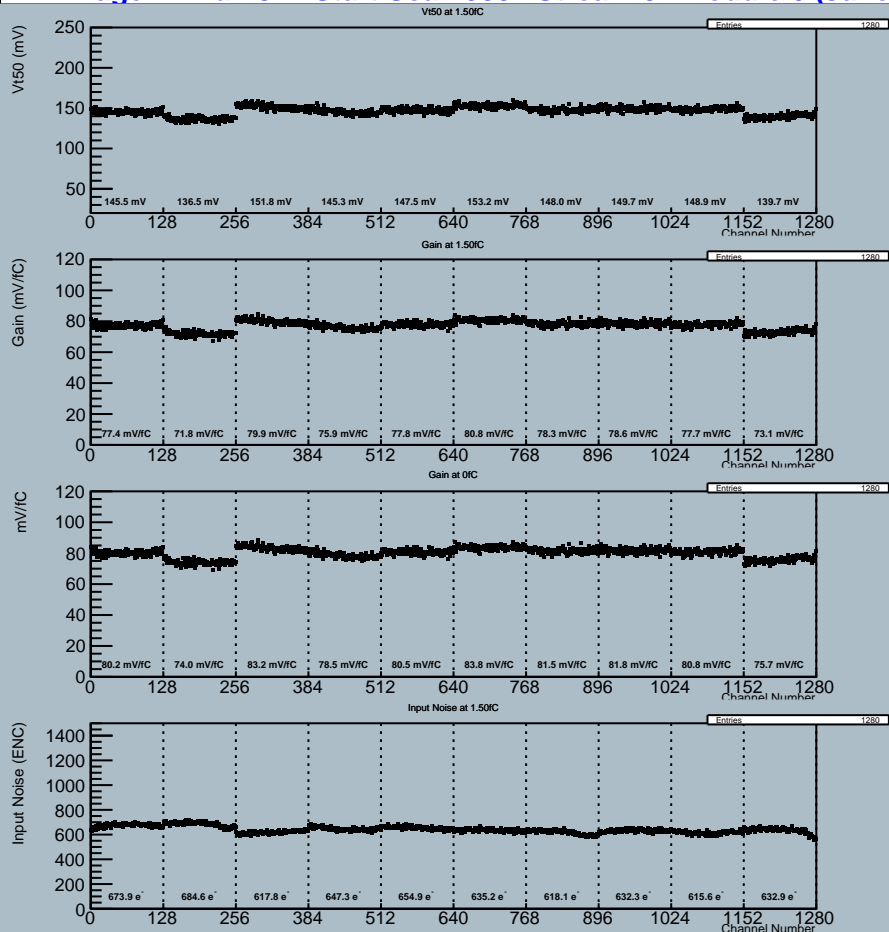 Vt50 at 1.50fC
Entries 1280
Vt50 (mV)
250
200
150
100
50
145.5 mV 136.5 mV 151.8 mV 145.3 mV 147.5 mV 153.2 mV 148.0 mV 149.7 mV 148.9 mV 139.7 mV
0 128 256 384 512 640 768 896 1024 1152 1280
Channel Number
Gain at 1.50fC
Entries 1280
Gain (mV/fC)
120
100
80
60
40
20
0
77.4 mV/fC 71.8 mV/fC 79.9 mV/fC 75.9 mV/fC 77.8 mV/fC 80.8 mV/fC 78.3 mV/fC 78.6 mV/fC 77.7 mV/fC 73.1 mV/fC
0 128 256 384 512 640 768 896 1024 1152 1280
Channel Number
Gain at 0fC
Entries 1280
mV/fC
120
100
80
60
40
20
0
80.2 mV/fC 74.0 mV/fC 83.2 mV/fC 78.5 mV/fC 80.5 mV/fC 83.8 mV/fC 81.5 mV/fC 81.8 mV/fC 80.8 mV/fC 75.7 mV/fC
0 128 256 384 512 640 768 896 1024 1152 1280
Channel Number
Input Noise at 1.50fC
Entries 1280
Input Noise (ENC)
1400
1200
1000
800
600
400
200
0
673.9 e⁻ 684.6 e⁻ 617.8 e⁻ 647.3 e⁻ 654.9 e⁻ 635.2 e⁻ 618.1 e⁻ 632.3 e⁻ 615.6 e⁻ 632.9 e⁻
0 128 256 384 512 640 768 896 1024 1152 1280
Channel Number